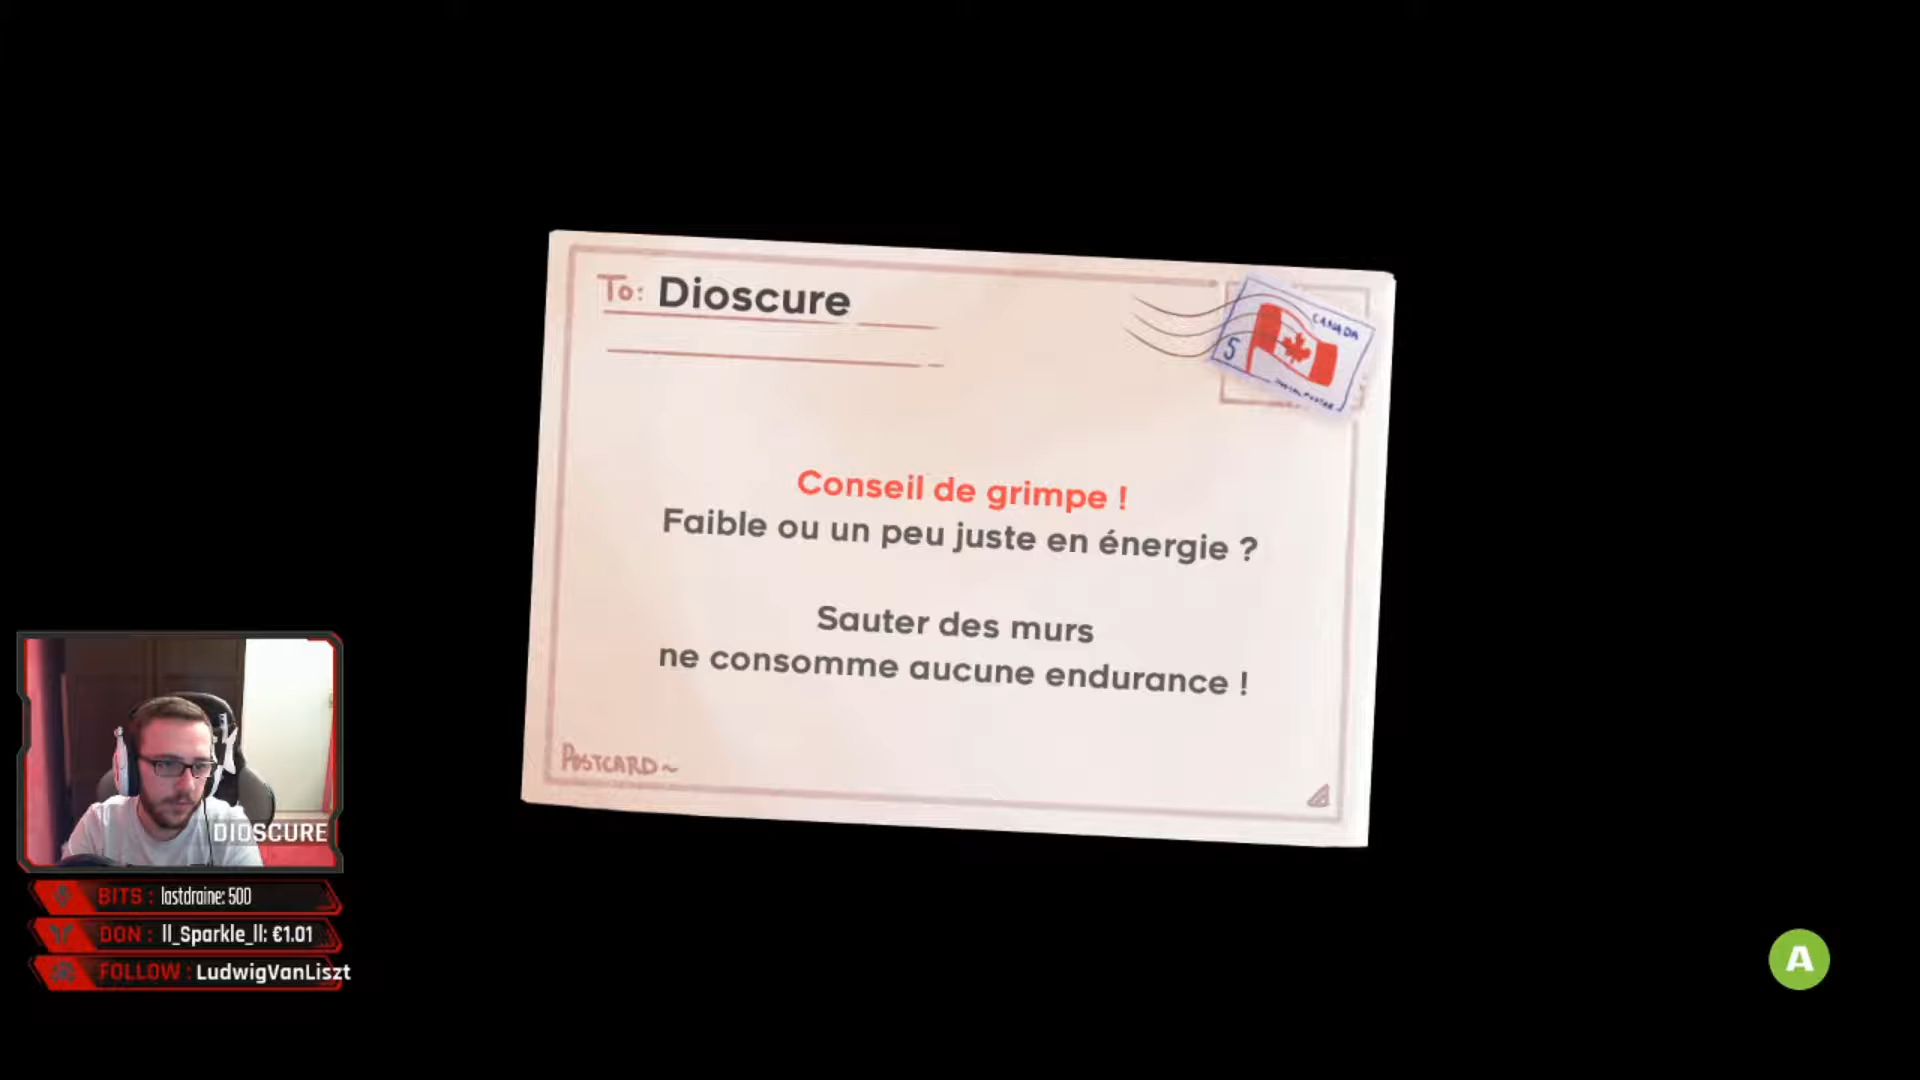 To: Dioscure
CANADA
5
Conseil de grimpe !
Faible ou un peu juste en énergie ?
Sauter des murs
ne consomme aucune endurance !
POSTCARD~
DIOSCURE
BITS : lastdraine: 500
DON : ll_Sparkle_ll: €1.01
FOLLOW : LudwigVanLiszt
A